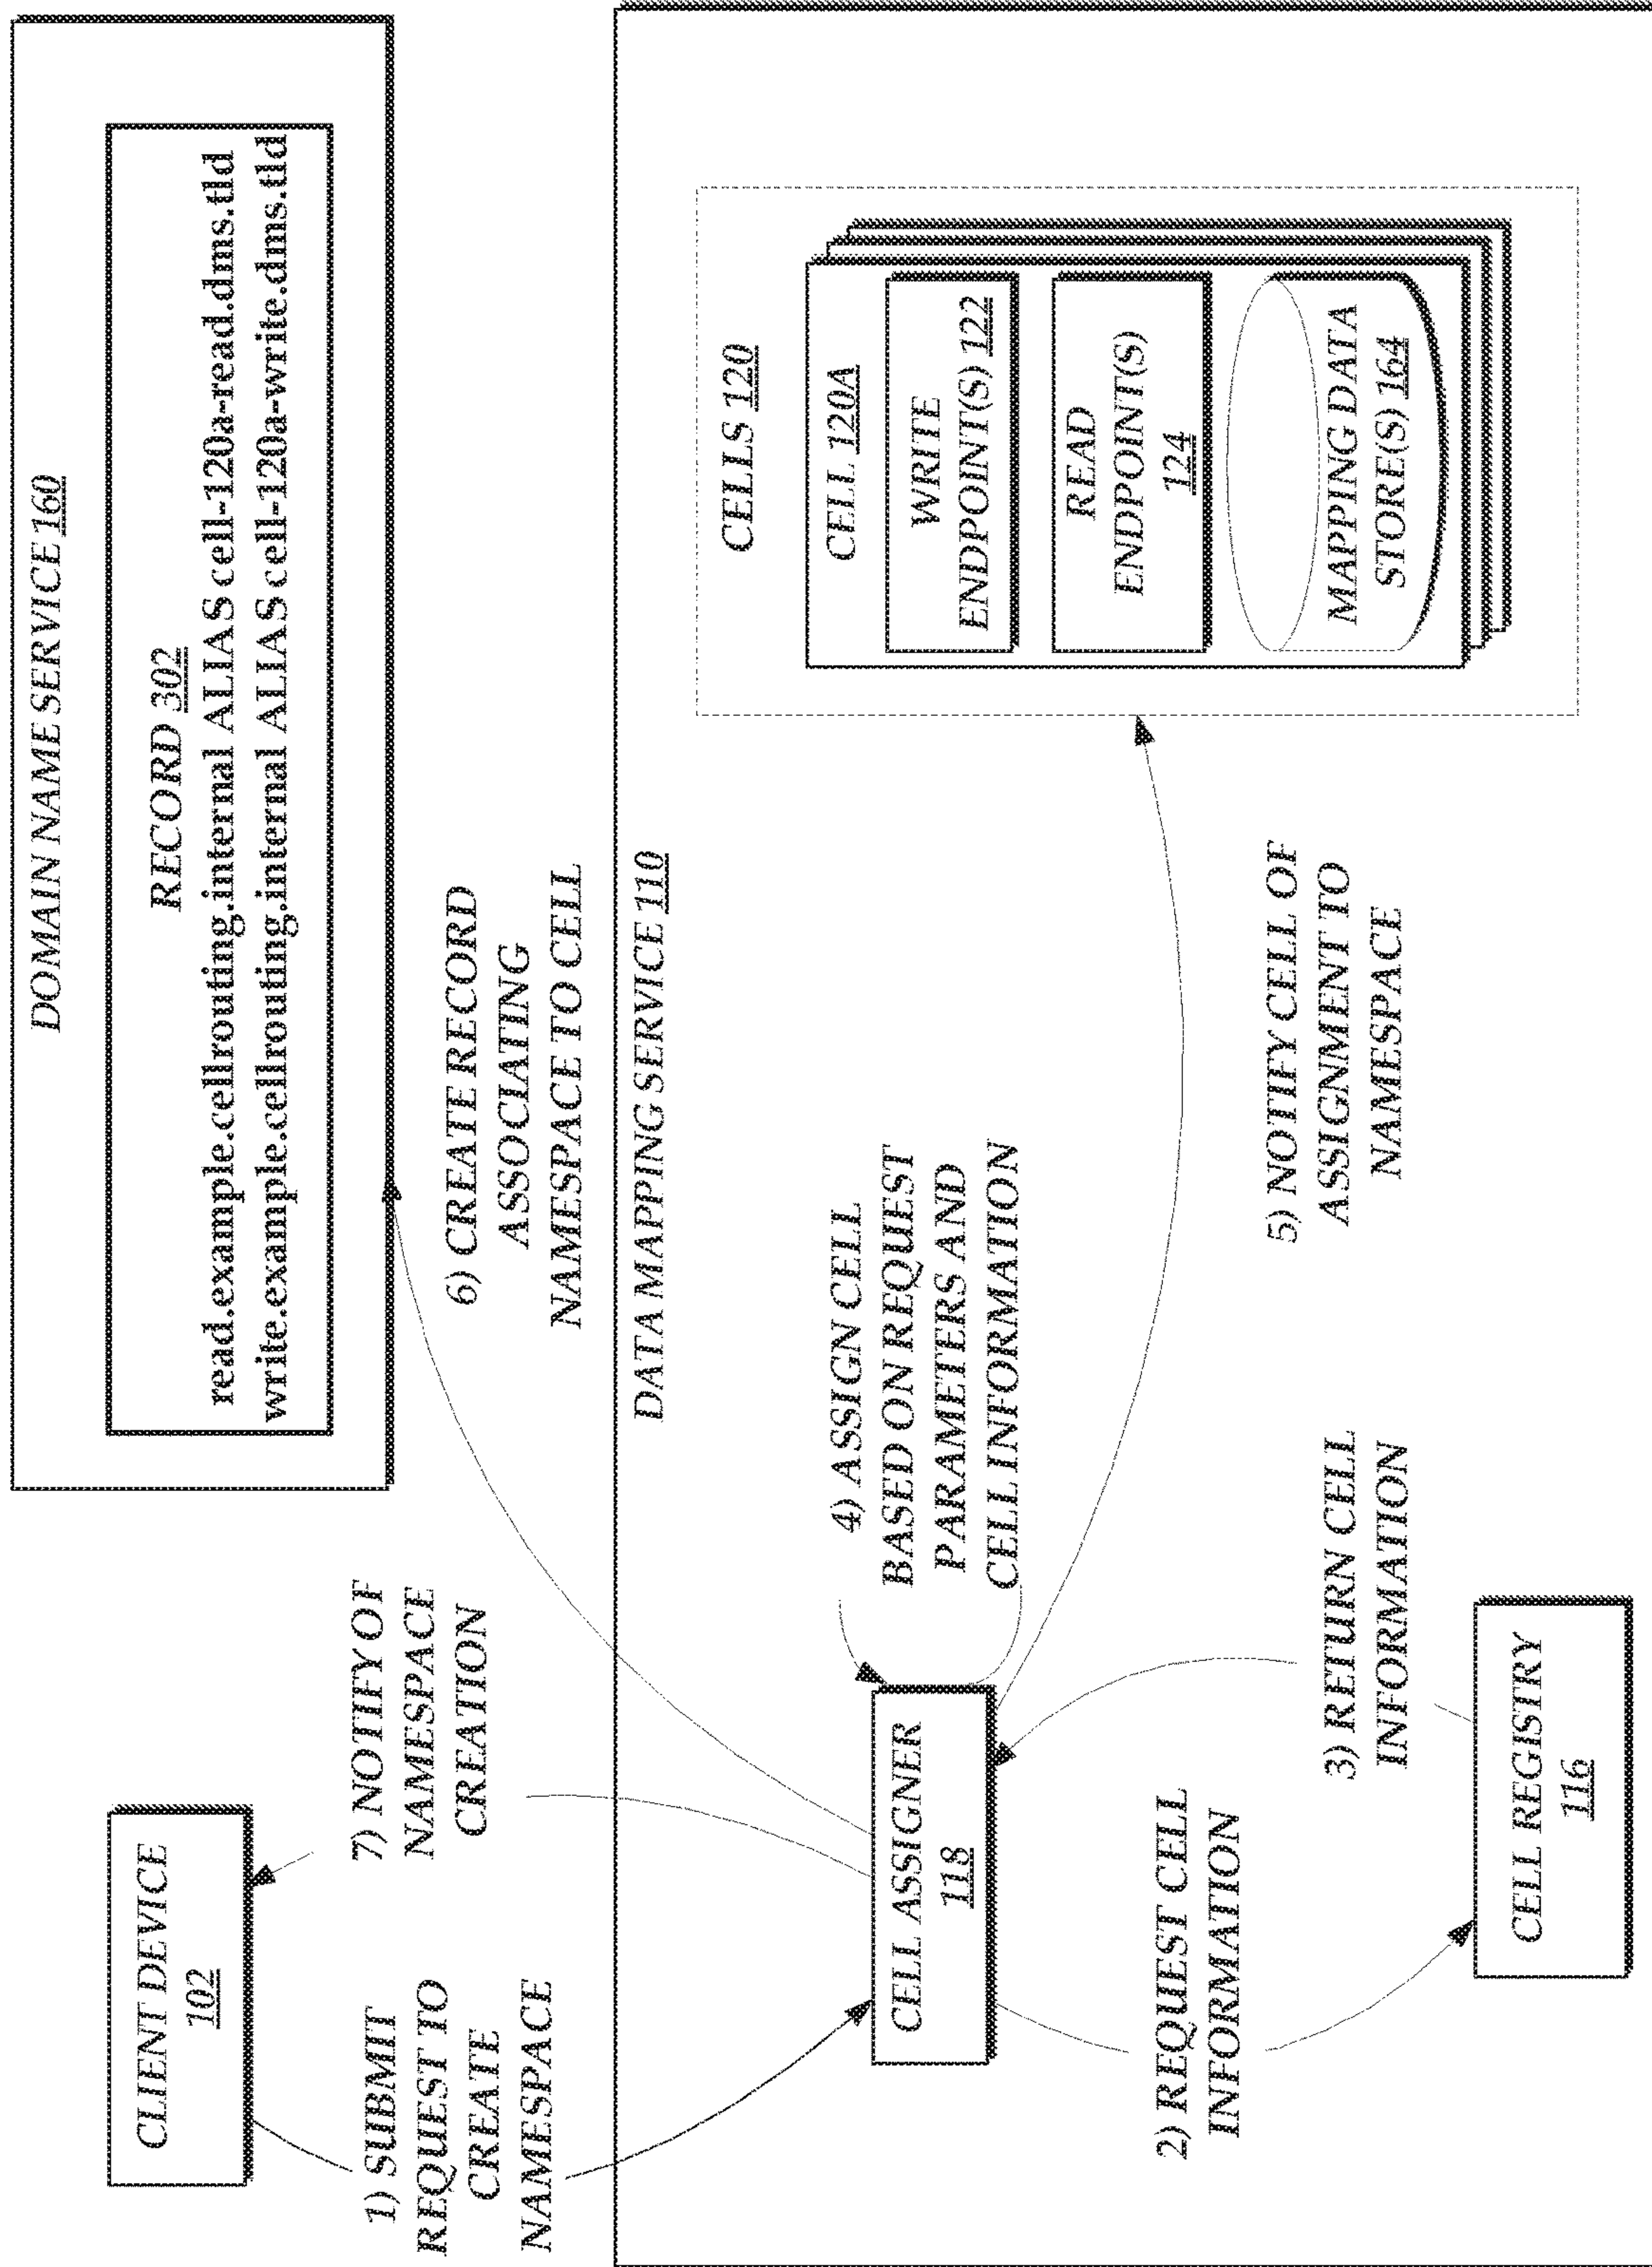 DOMAIN NAME SERVICE 160
RECORD 302
read.example.cellrouting.internal ALIAS cell-120a-read.dms.tld
write.example.cellrouting.internal ALIAS cell-120a-write.dms.tld
CLIENT DEVICE
102
1) SUBMIT
REQUEST TO
CREATE
NAMESPACE
7) NOTIFY OF
NAMESPACE
CREATION
6) CREATE RECORD
ASSOCIATING
NAMESPACE TO CELL
DATA MAPPING SERVICE 110
CELL ASSIGNER
118
4) ASSIGN CELL
BASED ON REQUEST
PARAMETERS AND
CELL INFORMATION
CELLS 120
CELL 120A
WRITE
ENDPOINT(S) 122
READ
ENDPOINT(S)
124
MAPPING DATA
STORE(S) 164
2) REQUEST CELL
INFORMATION
3) RETURN CELL
INFORMATION
5) NOTIFY CELL OF
ASSIGNMENT TO
NAMESPACE
CELL REGISTRY
116